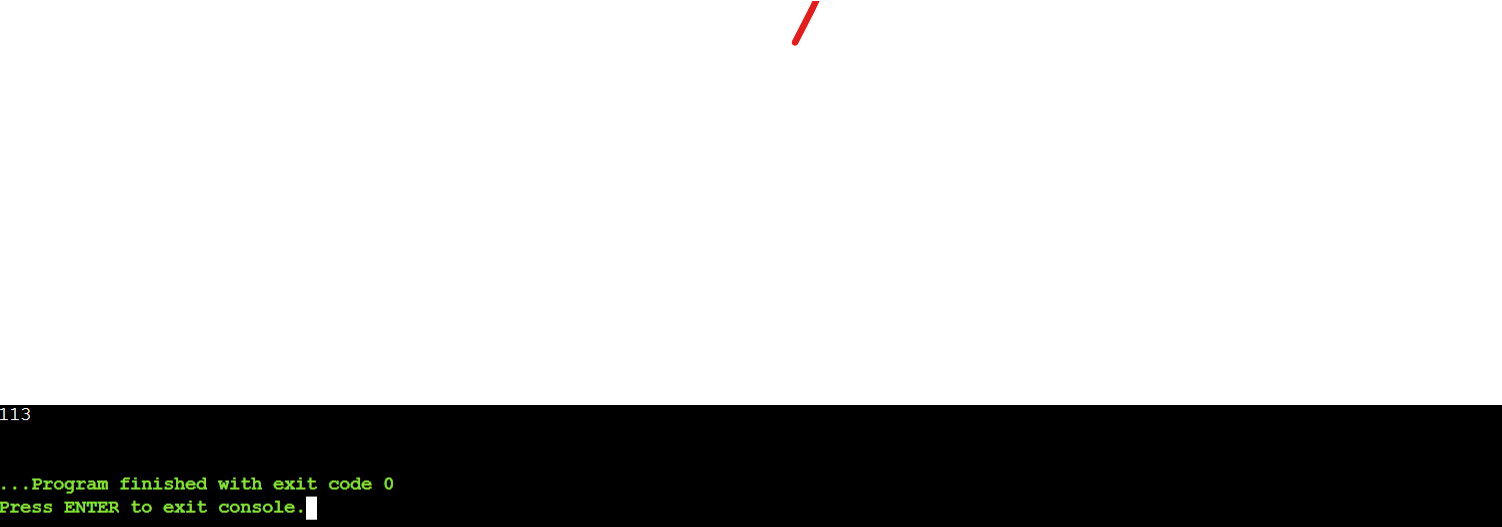 113
...Program finished with exit code 0
Press ENTER to exit console.